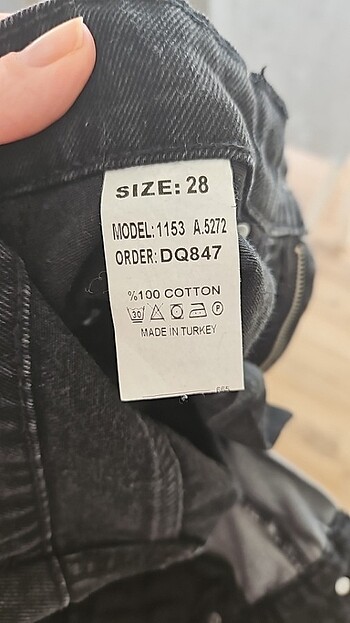 SIZE: 28
MODEL: 1153 A.5272
ORDER: DQ847
%100 COTTON
30 P
MADE IN TURKEY